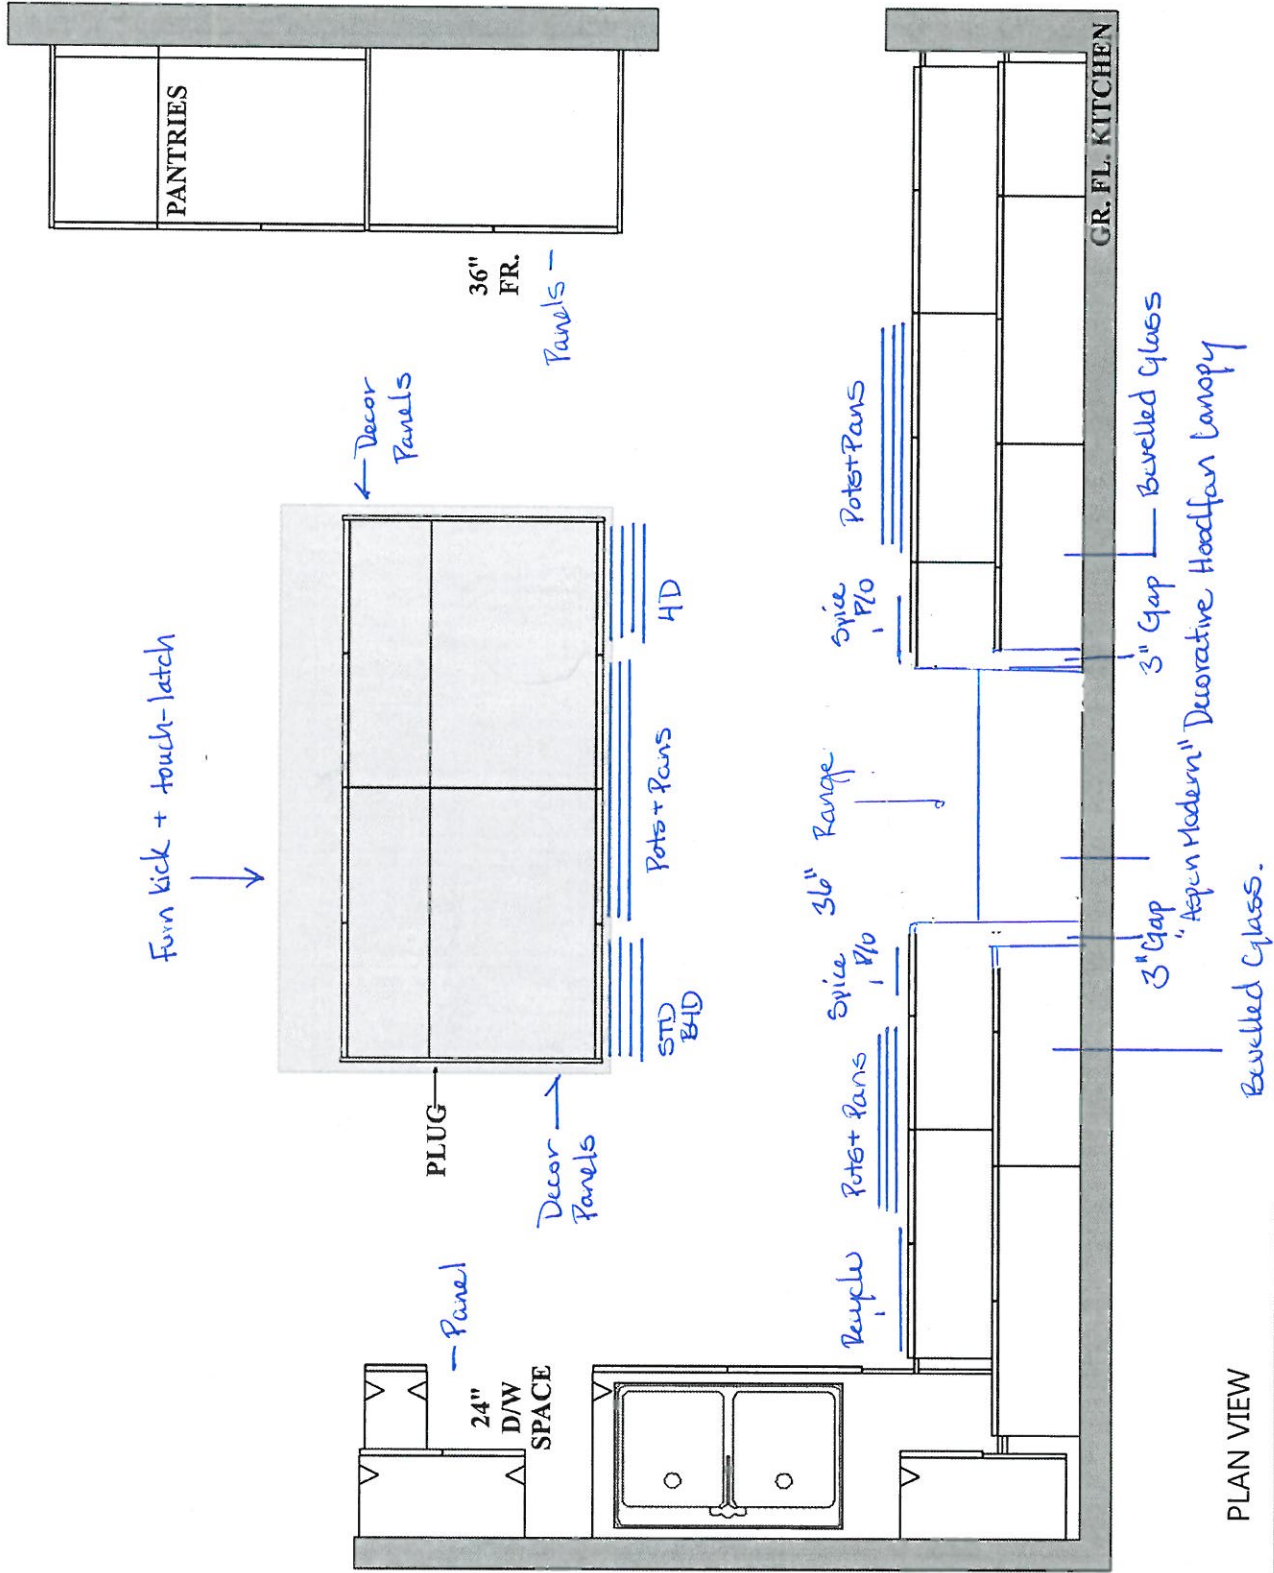 Furn kick + touch-latch
PLUG
Decor
Panels
Decor
Panels
STD
BHD
Pots+Pans
4D
PANTRIES
36"
FR.
Panels
Panel
24"
D/W
SPACE
Recycle
Pots+ Pans
Spice
P/O
36" Range
Spice
P/O
Pots+Pans
GR. FL. KITCHEN
3" Gap
"Aspen Modern" Decorative Hoodfan Canopy
3" Gap
Bevelled Glass
Bevelled Glass.
PLAN VIEW